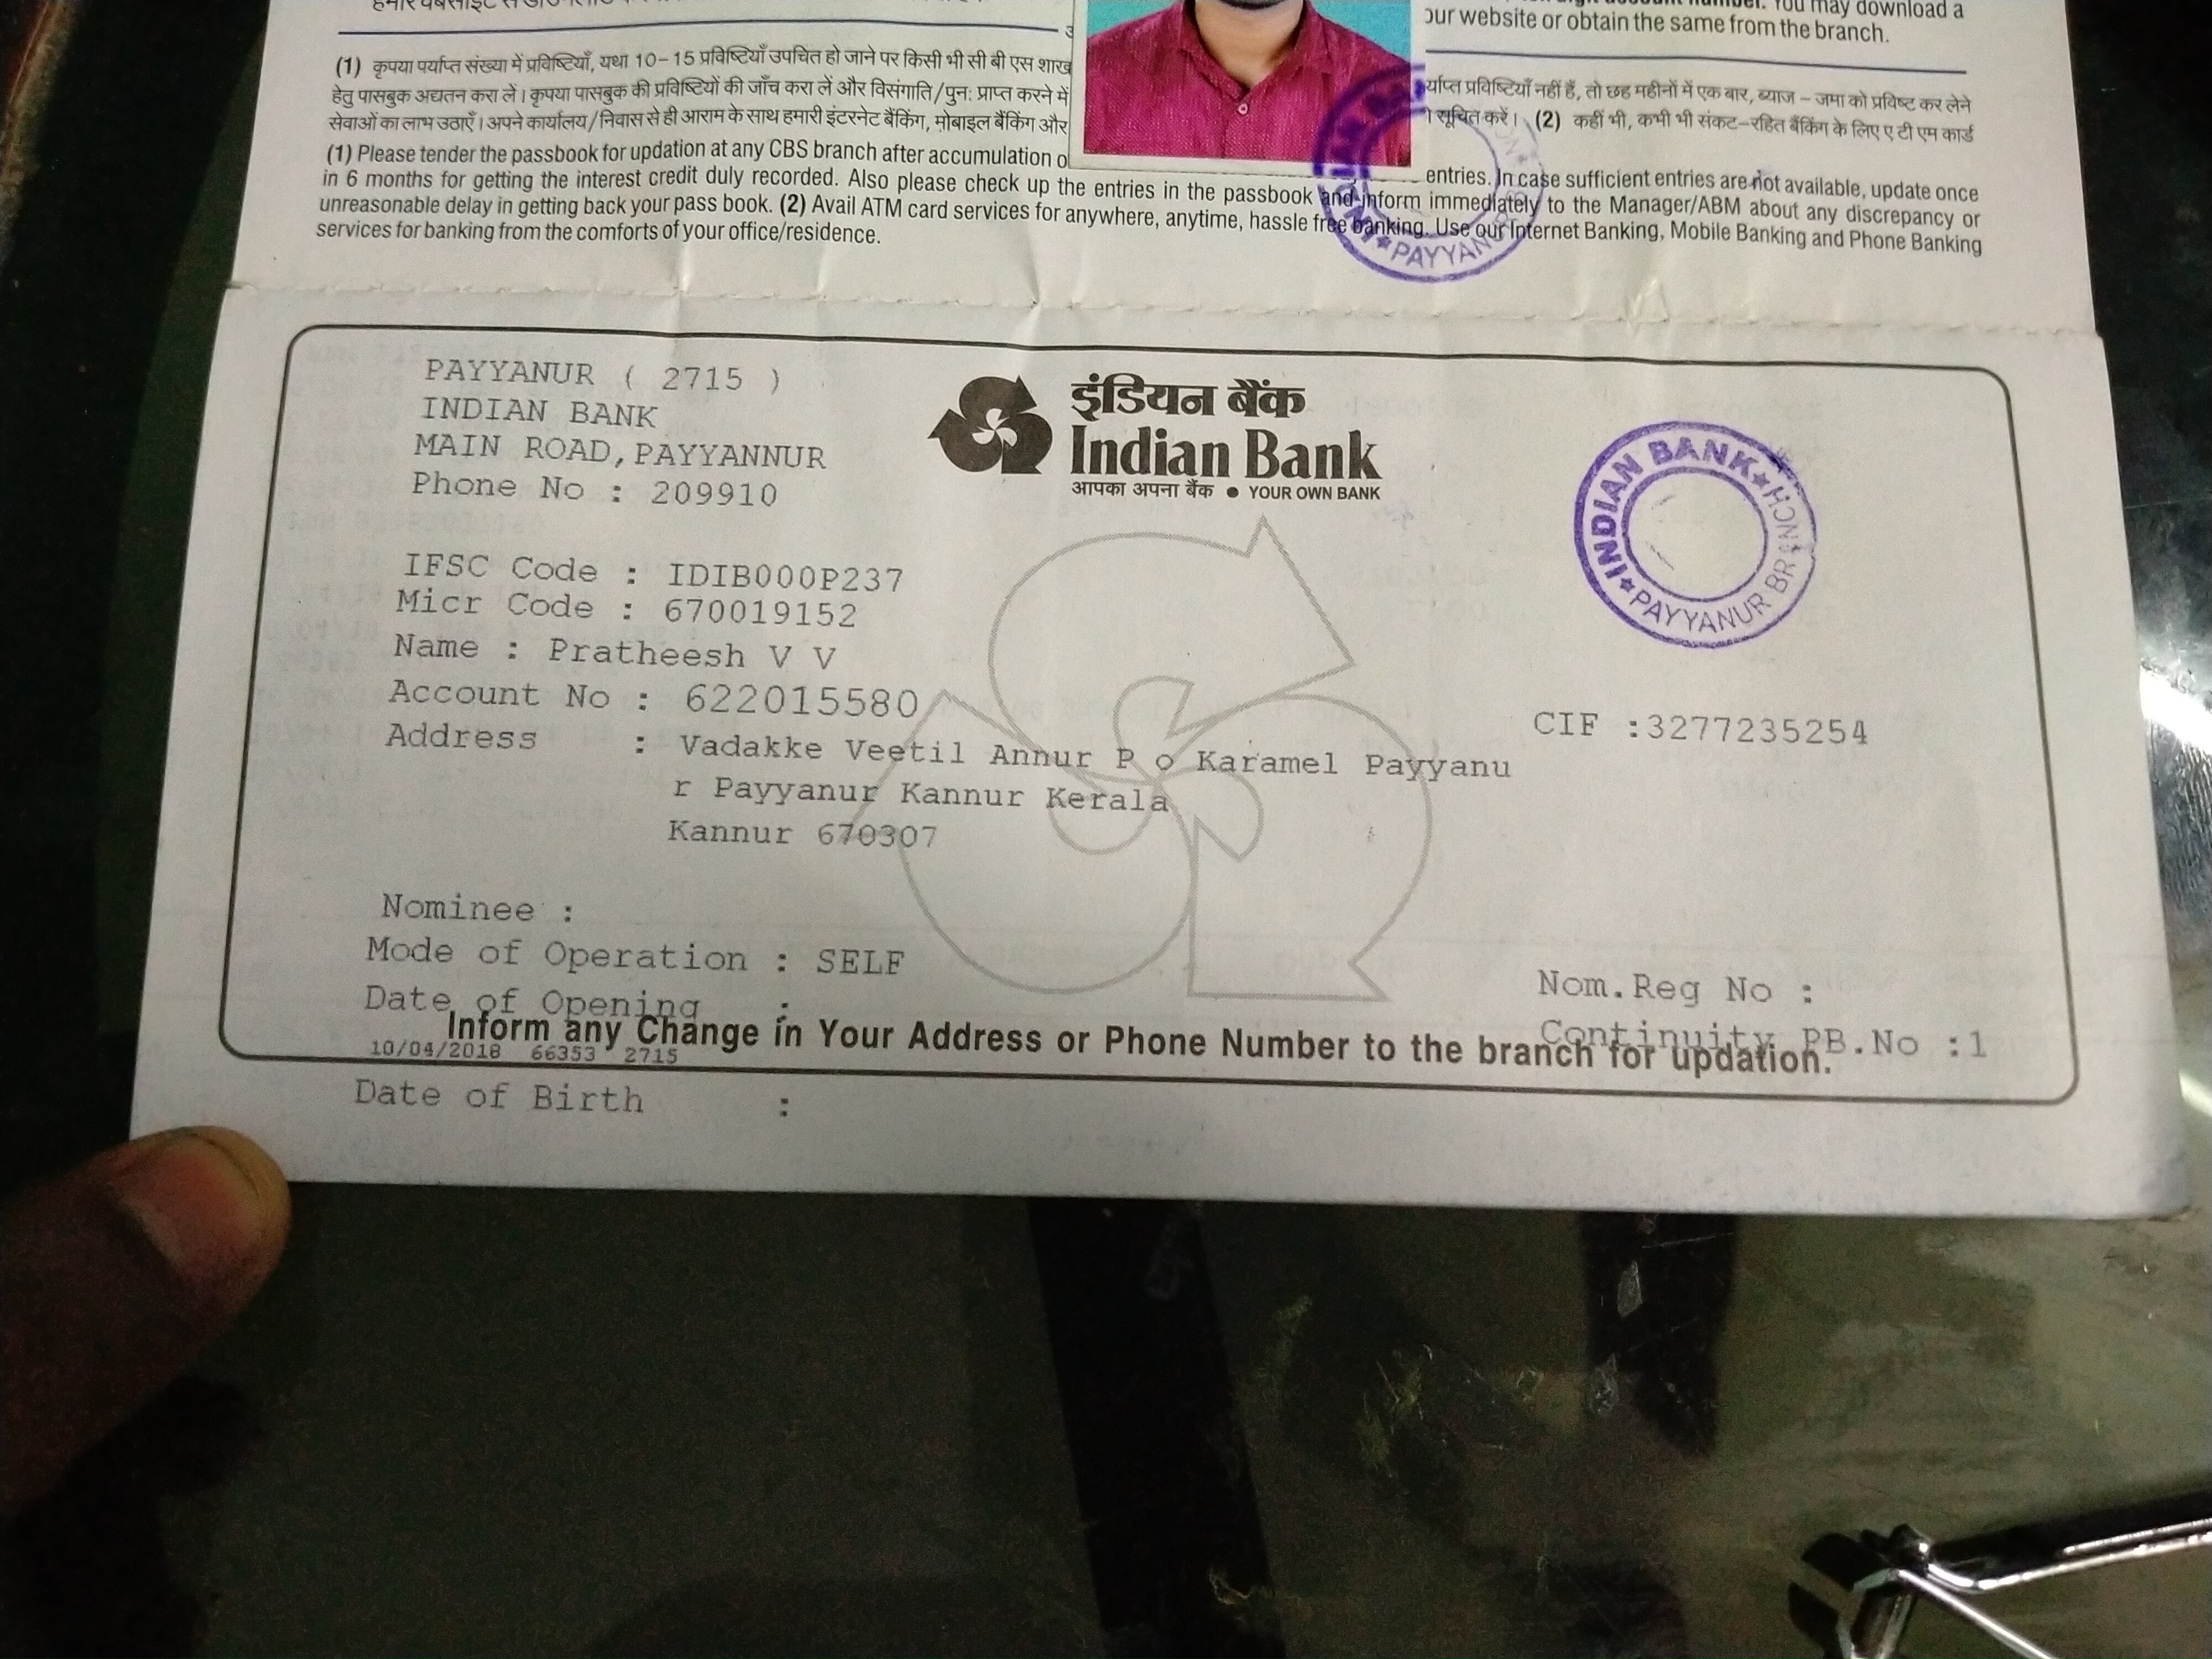 (1) कृपया पर्याप्त संख्या में प्रविष्टियाँ, यथा 10-15 प्रविष्टियाँ उपचित हो जाने पर किसी भी सी बी एस शाख
हेतु पासबुक अद्यतन करा लें। कृपया पासबुक की प्रविष्टियों की जाँच करा लें और विसंगति/पुन: प्राप्त करने में
सेवाओं का लाभ उठाएँ। अपने कार्यालय/निवास से ही आराम के साथ हमारी इंटरनेट बैंकिंग, मोबाइल बैंकिंग और
digit account number. You may download a
our website or obtain the same from the branch.
प्रविष्टियाँ नहीं हैं, तो छह महीनों में एक बार, ब्याज – जमा को प्रविष्ट कर लेने
सूचित करें। (2) कहीं भी, कभी भी संकट-रहित बैंकिंग के लिए ए टी एम कार्ड
(1) Please tender the passbook for updation at any CBS branch after accumulation o entries. In case sufficient entries are not available, update once
in 6 months for getting the interest credit duly recorded. Also please check up the entries in the passbook and inform immediately to the Manager/ABM about any discrepancy or
unreasonable delay in getting back your pass book. (2) Avail ATM card services for anywhere, anytime, hassle free banking. Use our Internet Banking, Mobile Banking and Phone Banking
services for banking from the comforts of your office/residence.
INDIAN BANK
PAYYANUR
PAYYANUR ( 2715 )
INDIAN BANK
MAIN ROAD,PAYYANNUR
Phone No : 209910
इंडियन बैंक
Indian Bank
आपका अपना बैंक ● YOUR OWN BANK
INDIAN BANK
PAYYANUR BRANCH
IFSC Code : IDIB000P237
Micr Code : 670019152
Name : Pratheesh V V
Account No : 622015580
CIF :3277235254
Address : Vadakke Veetil Annur P o Karamel Payyanu
r Payyanur Kannur Kerala
Kannur 670307
Nominee :
Mode of Operation : SELF
Nom.Reg No :
Date of Opening :
Continuity PB.No :1
Inform any Change in Your Address or Phone Number to the branch for updation.
10/04/2018 66353 2715
Date of Birth :